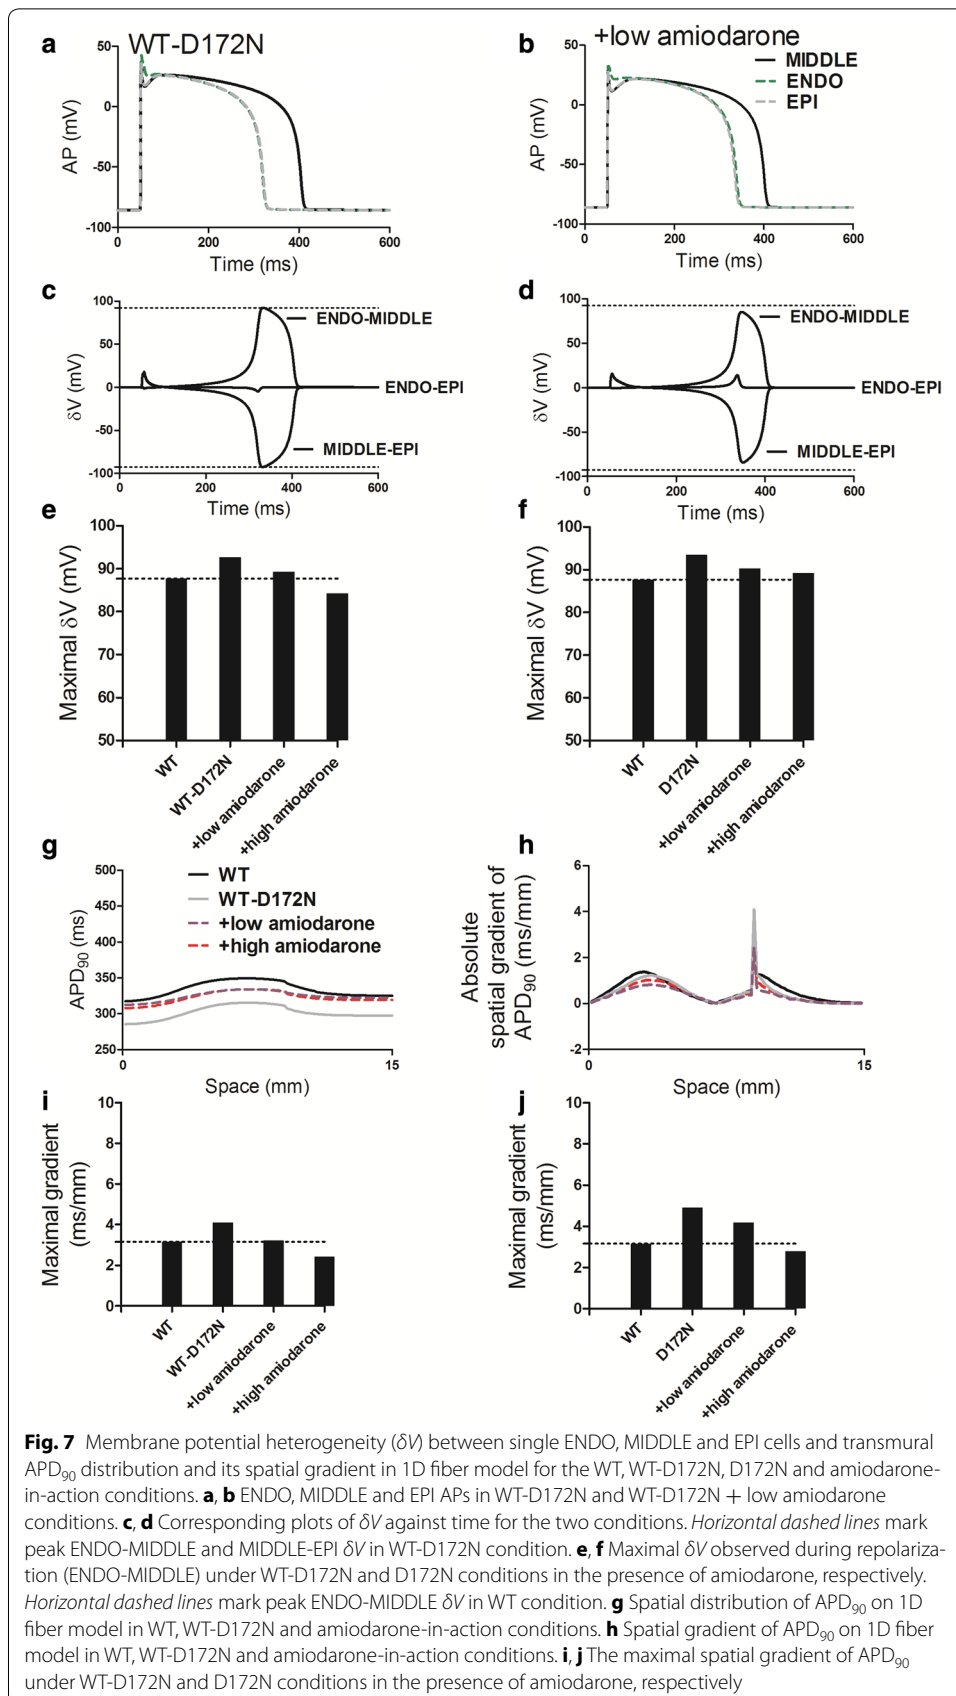 a WT-D172N
b +low amiodarone
MIDDLE
ENDO
EPI
AP (mV)
50
0
-50
-100
0 200 400 600
Time (ms)
AP (mV)
50
0
-50
-100
0 200 400 600
Time (ms)
c
δV (mV)
100
50
0
-50
-100
ENDO-MIDDLE
ENDO-EPI
MIDDLE-EPI
0 200 400 600
Time (ms)
d
δV (mV)
100
50
0
-50
-100
ENDO-MIDDLE
ENDO-EPI
MIDDLE-EPI
0 200 400 600
Time (ms)
e
Maximal δV (mV)
100
90
80
70
60
50
WT
WT-D172N
+low amiodarone
+high amiodarone
f
Maximal δV (mV)
100
90
80
70
60
50
WT
D172N
+low amiodarone
+high amiodarone
g
APD90 (ms)
500
450
400
350
300
250
WT
WT-D172N
+low amiodarone
+high amiodarone
0 15
Space (mm)
h
Absolute
spatial gradient of
APD90 (ms/mm)
6
4
2
0
-2
0 15
Space (mm)
i
Maximal gradient
(ms/mm)
10
8
6
4
2
0
WT
WT-D172N
+low amiodarone
+high amiodarone
j
Maximal gradient
(ms/mm)
10
8
6
4
2
0
WT
D172N
+low amiodarone
+high amiodarone
Fig. 7 Membrane potential heterogeneity (δV) between single ENDO, MIDDLE and EPI cells and transmural
APD90 distribution and its spatial gradient in 1D fiber model for the WT, WT-D172N, D172N and amiodarone-
in-action conditions. a, b ENDO, MIDDLE and EPI APs in WT-D172N and WT-D172N + low amiodarone
conditions. c, d Corresponding plots of δV against time for the two conditions. Horizontal dashed lines mark
peak ENDO-MIDDLE and MIDDLE-EPI δV in WT-D172N condition. e, f Maximal δV observed during repolariza-
tion (ENDO-MIDDLE) under WT-D172N and D172N conditions in the presence of amiodarone, respectively.
Horizontal dashed lines mark peak ENDO-MIDDLE δV in WT condition. g Spatial distribution of APD90 on 1D
fiber model in WT, WT-D172N and amiodarone-in-action conditions. h Spatial gradient of APD90 on 1D fiber
model in WT, WT-D172N and amiodarone-in-action conditions. i, j The maximal spatial gradient of APD90
under WT-D172N and D172N conditions in the presence of amiodarone, respectively